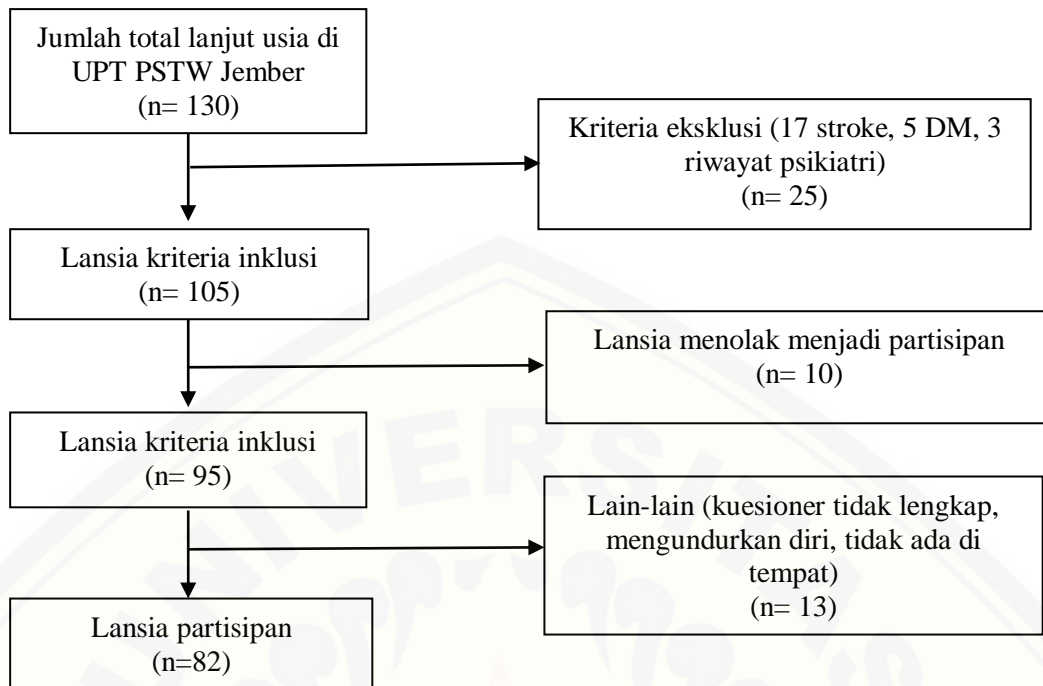 Jumlah total lanjut usia di
UPT PSTW Jember
(n= 130)
Kriteria eksklusi (17 stroke, 5 DM, 3
riwayat psikiatri)
(n= 25)
Lansia kriteria inklusi
(n= 105)
Lansia menolak menjadi partisipan
(n= 10)
Lansia kriteria inklusi
(n= 95)
Lain-lain (kuesioner tidak lengkap,
mengundurkan diri, tidak ada di
tempat)
(n= 13)
Lansia partisipan
(n=82)
UNIVERSITAS